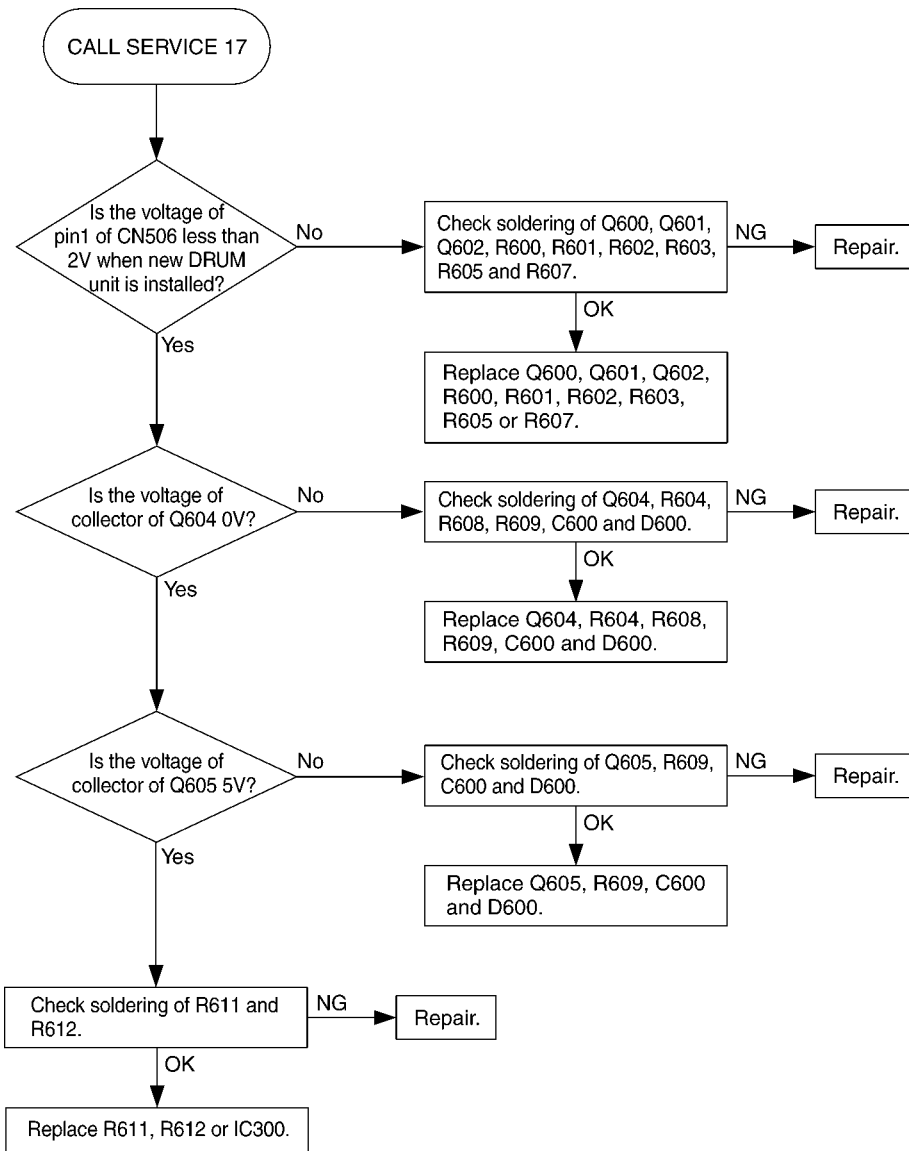 CALL SERVICE 17
Is the voltage of
pin1 of CN506 less than
2V when new DRUM
unit is installed?
No
Check soldering of Q600, Q601,
Q602, R600, R601, R602, R603,
R605 and R607.
NG
Repair.
OK
Replace Q600, Q601, Q602,
R600, R601, R602, R603,
R605 or R607.
Yes
Is the voltage of
collector of Q604 0V?
No
Check soldering of Q604, R604,
R608, R609, C600 and D600.
NG
Repair.
OK
Replace Q604, R604, R608,
R609, C600 and D600.
Yes
Is the voltage of
collector of Q605 5V?
No
Check soldering of Q605, R609,
C600 and D600.
NG
Repair.
OK
Replace Q605, R609, C600
and D600.
Yes
Check soldering of R611 and
R612.
NG
Repair.
OK
Replace R611, R612 or IC300.